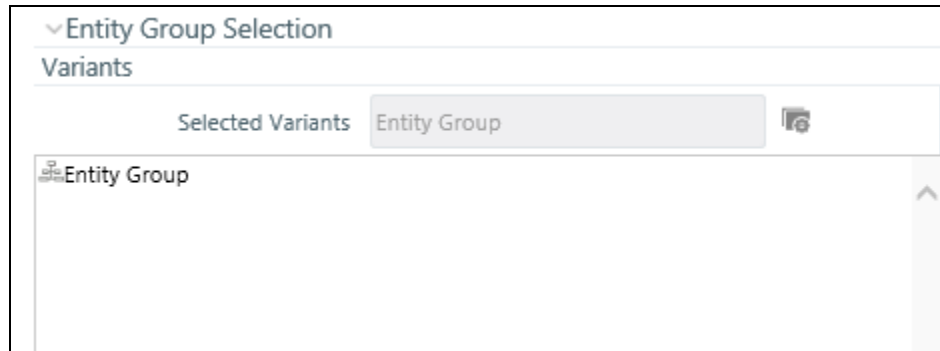 Entity Group Selection
Variants
Selected Variants Entity Group
Entity Group